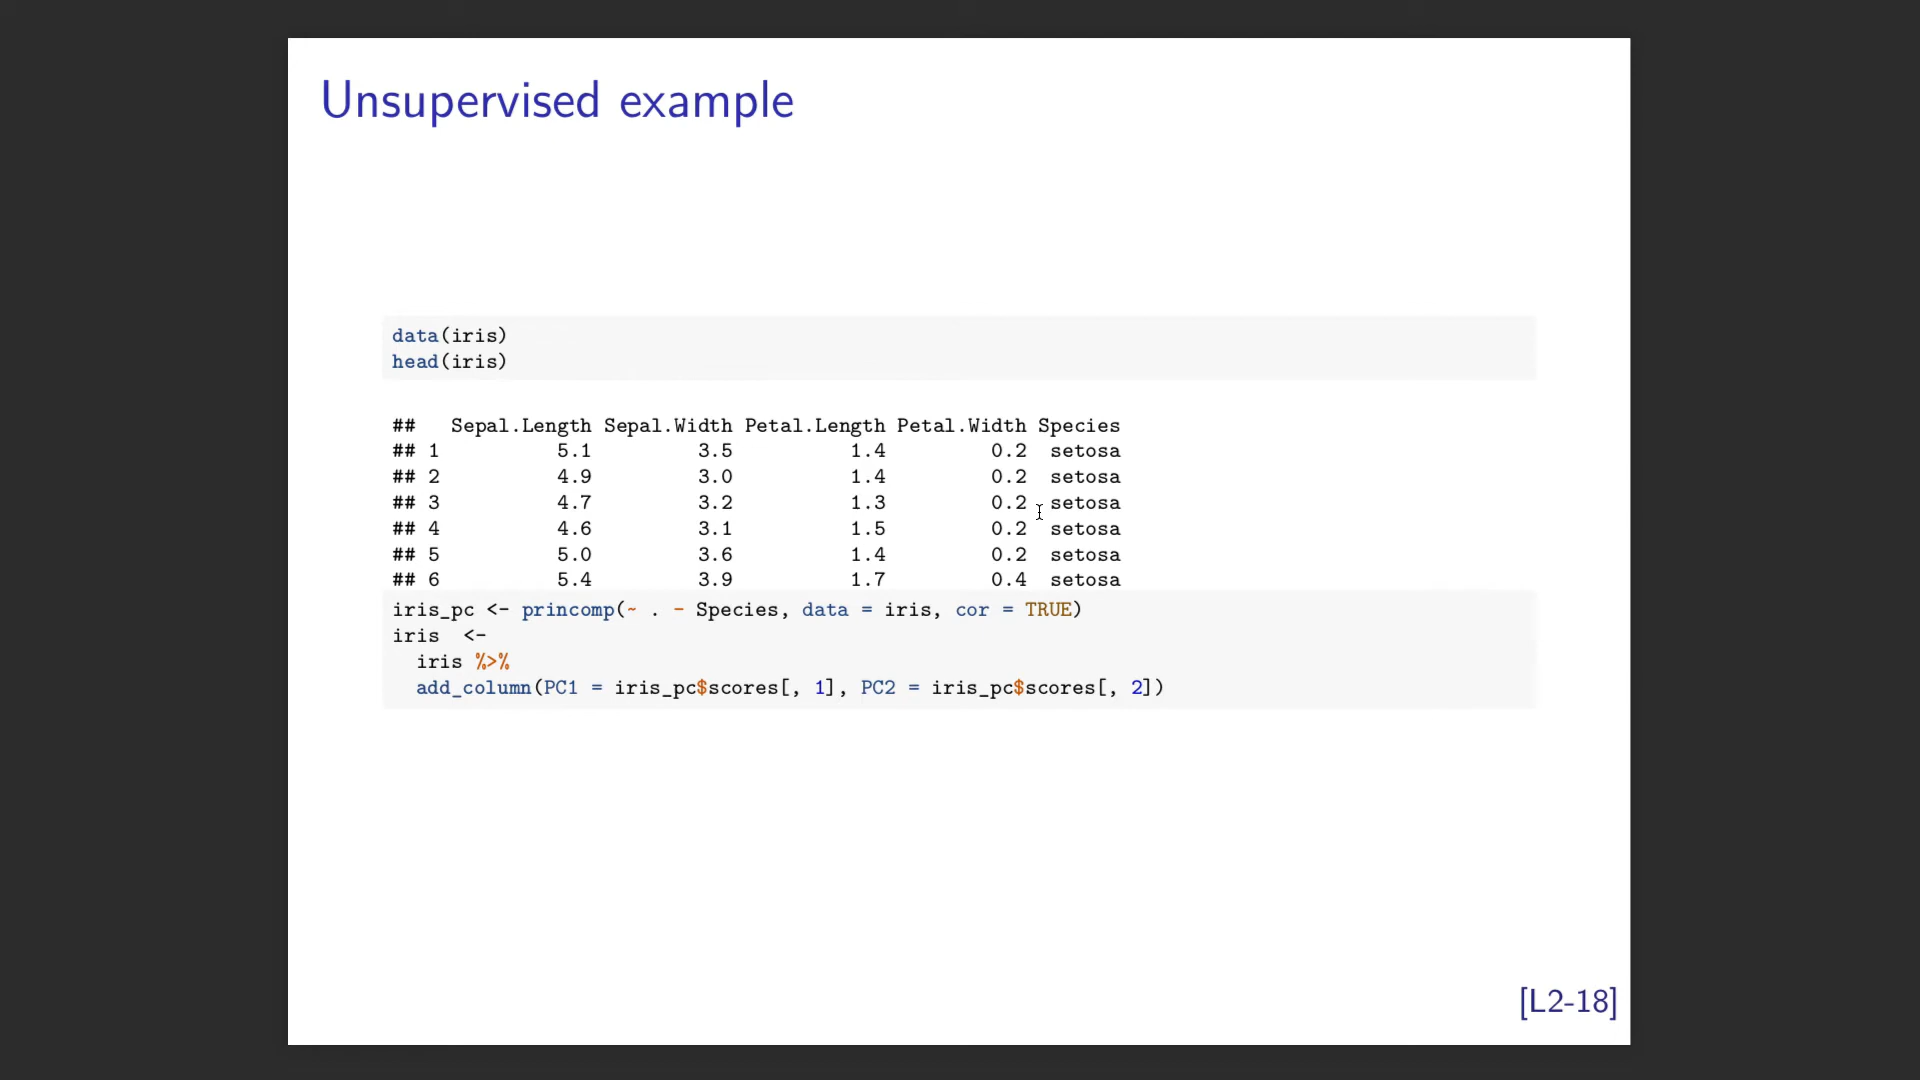 Unsupervised example
data(iris)
head(iris)
##   Sepal.Length Sepal.Width Petal.Length Petal.Width Species
## 1          5.1         3.5          1.4         0.2  setosa
## 2          4.9         3.0          1.4         0.2  setosa
## 3          4.7         3.2          1.3         0.2  setosa
## 4          4.6         3.1          1.5         0.2  setosa
## 5          5.0         3.6          1.4         0.2  setosa
## 6          5.4         3.9          1.7         0.4  setosa
iris_pc <- princomp(~ . - Species, data = iris, cor = TRUE)
iris  <-
  iris %>%
  add_column(PC1 = iris_pc$scores[, 1], PC2 = iris_pc$scores[, 2])
[L2-18]